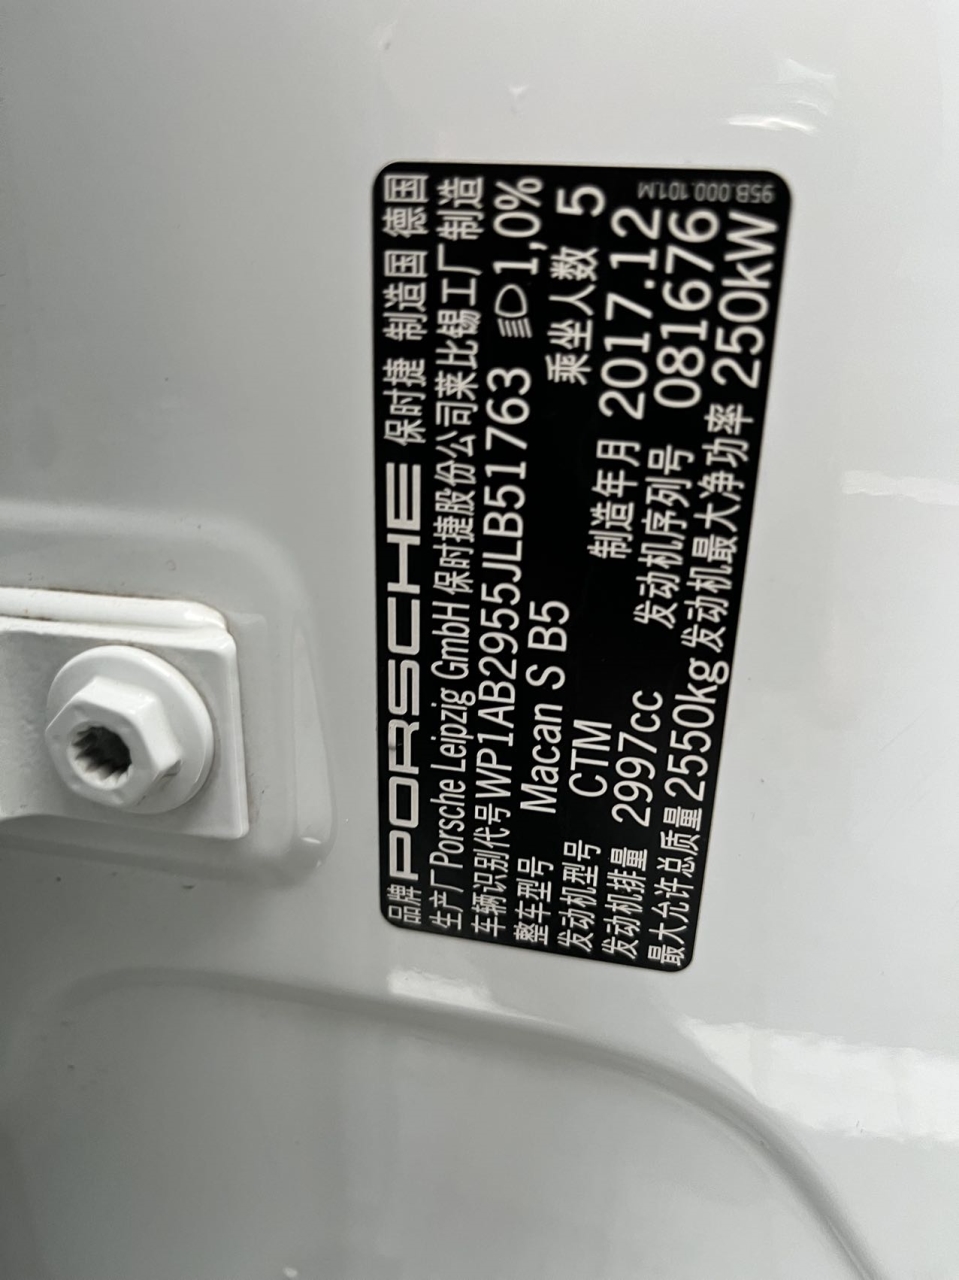 95B.000.101.M
品牌 PORSCHE 保时捷 制造国 德国
生产厂 Porsche Leipzig GmbH 保时捷股份公司莱比锡工厂制造
车辆识别代号 WP1AB2955JLB51763 1,0%
整车型号 Macan S B5 乘坐人数 5
发动机型号 CTM 制造年月 2017.12
发动机排量 2997cc 发动机序列号 081676
最大允许总质量 2550kg 发动机最大净功率 250kW